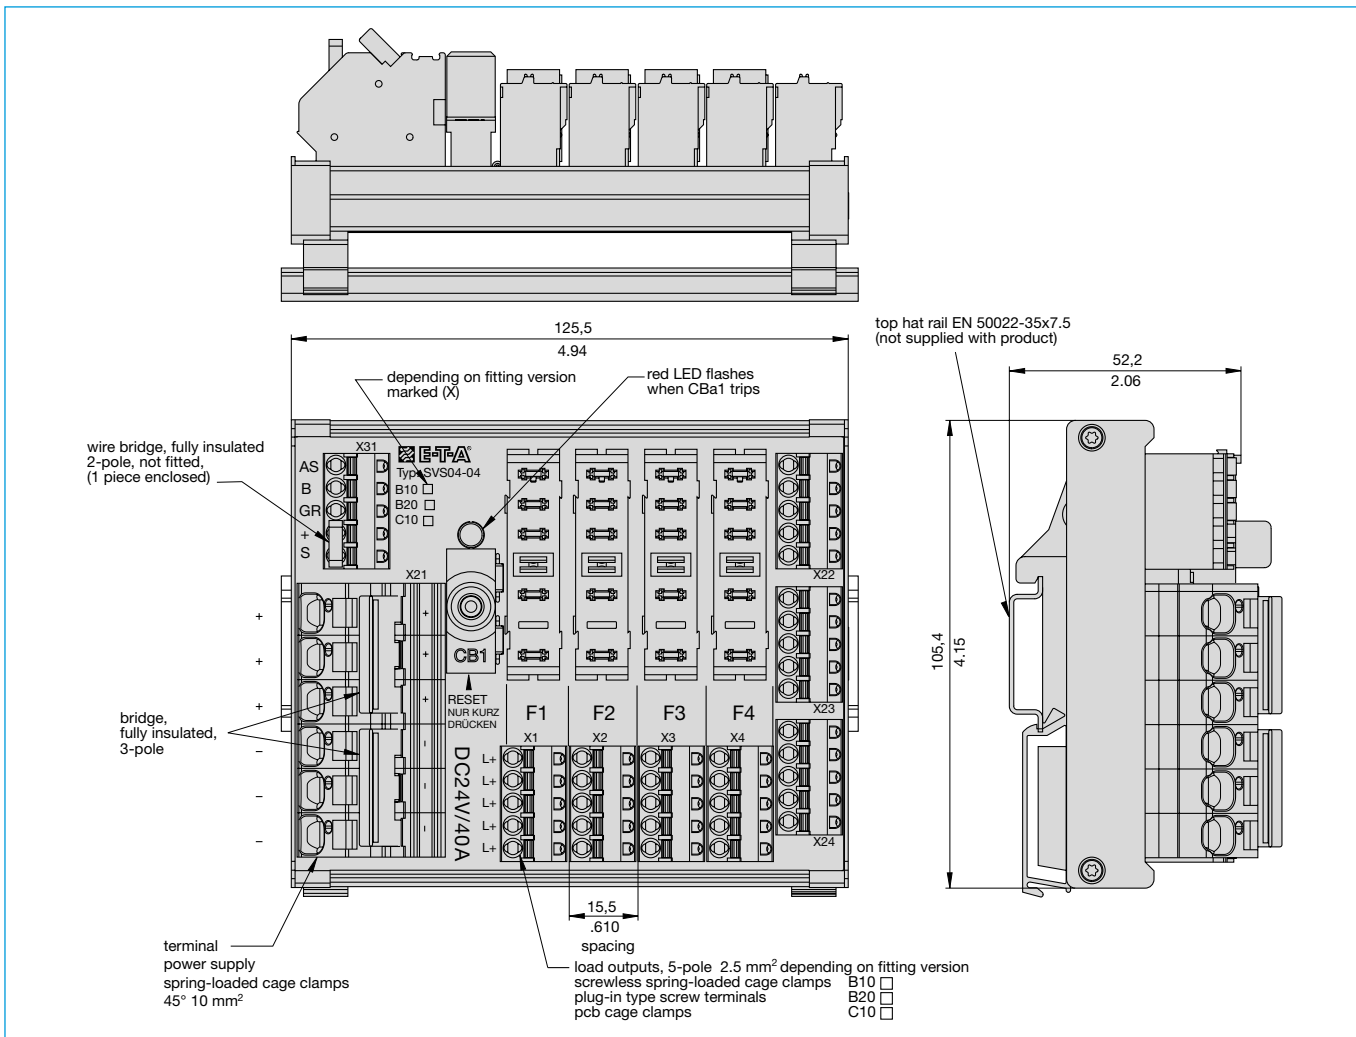 125,5
4.94
top hat rail EN 50022-35x7.5
(not supplied with product)
52,2
2.06
depending on fitting version
marked (X)
red LED flashes
when CBa1 trips
wire bridge, fully insulated
2-pole, not fitted,
(1 piece enclosed)
X31
E-T-A®
Type SVS04-04
AS
B
GR
+
S
B10
B20
C10
X21
X22
+
+
+
−
−
−
+
+
+
−
−
−
CB1
RESET
NUR KURZ
DRÜCKEN
DC24V/40A
bridge,
fully insulated,
3-pole
F1
F2
F3
F4
X1
X2
X3
X4
X23
X24
L+
L+
L+
L+
L+
105,4
4.15
15,5
.610
spacing
terminal
power supply
spring-loaded cage clamps
45° 10 mm²
load outputs, 5-pole 2.5 mm² depending on fitting version
screwless spring-loaded cage clamps B10
plug-in type screw terminals B20
pcb cage clamps C10